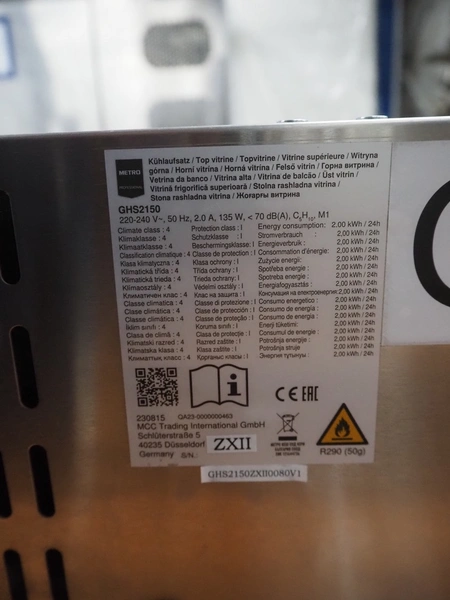 METRO
PROFESSIONAL
Kühlaufsatz / Top vitrine / Topvitrine / Vitrine supérieure / Witryna
górna / Horní vitrína / Horná vitrína / Felső vitrin / Горна витрина /
Vetrina da banco / Vitrina alta / Vitrina de balcão / Üst vitrin /
Vitrină frigorifică superioară / Stolna rashladna vitrina /
Stona rashladna vitrina / Жоғарғы витрина
GHS2150
220-240 V~, 50 Hz, 2.0 A, 135 W, < 70 dB(A), C₅H₁₀, M1
Climate class : 4 Protection class : I Energy consumption: 2,00 kWh / 24h
Klimaklasse : 4 Schutzklasse : I Stromverbrauch : 2,00 kWh / 24h
Klimaatklasse : 4 Beschermingsklasse: I Energieverbruik : 2,00 kWh / 24h
Classification climatique : 4 Classe de protection: I Consommation d'énergie: 2,00 kWh / 24h
Klasa klimatyczna : 4 Klasa ochrony : I Zużycie energii: 2,00 kWh / 24h
Klimatická třída : 4 Třída ochrany : I Spotřeba energie : 2,00 kWh / 24h
Klimatická trieda : 4 Trieda ochrany : I Spotreba energie : 2,00 kWh / 24h
Klímaosztály : 4 Védelmi osztály : I Energiafogyasztás : 2,00 kWh / 24h
Климатичен клас : 4 Клас на защита : I Консумация на електроенергия: 2,00 kWh / 24h
Classe climatica : 4 Classe di protezione : I Consumo energetico : 2,00 kWh / 24h
Clase climática : 4 Clase de protección : I Consumo de energía : 2,00 kWh / 24h
Classe climática : 4 Classe de proteção : I Consumo de energia : 2,00 kWh / 24h
İklim sınıfı : 4 Koruma sınıfı : I Enerji tüketimi : 2,00 kWh / 24h
Clasa de climă : 4 Clasa de protecție : I Consumul de energie : 2,00 kWh / 24h
Klimatski razred : 4 Razred zaštite : I Potrošnja energije : 2,00 kWh / 24h
Klimatska klasa : 4 Klasa zaštite : I Potrošnja struje : 2,00 kWh / 24h
Климаттық класс : 4 Қорғаныс класы : I Энергия тұтынуы : 2,00 kWh / 24h
CE EAC
230815 QA23-0000000463
MCC Trading International GmbH
Schlüterstraße 5
40235 Düsseldorf
Germany S/N.:
ZXII
R290 (50g)
GHS2150ZXII0080V1